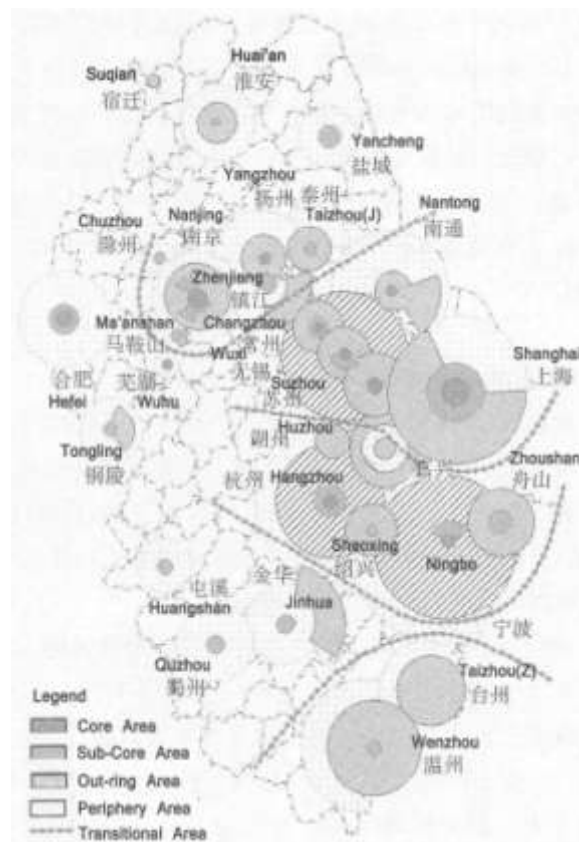 Huai'an
淮安
Suqian
宿迁
Yancheng
盐城
Yangzhou
扬州
泰州
Taizhou(J)
Nantong
南通
Chuzhou
滁州
Nanjing
南京
Zhenjiang
镇江
Ma'anshan
马鞍山
Changzhou
常州
Wuxi
无锡
Suzhou
苏州
Shanghai
上海
合肥
Hefei
芜湖
Wuhu
Huzhou
湖州
Tongling
铜陵
Zhoushan
舟山
杭州
Hangzhou
Shaoxing
绍兴
Ningbo
宁波
屯溪
Huangshan
金华
Jinhua
Quzhou
蜀州
Taizhou(Z)
台州
Wenzhou
温州
Legend
Core Area
Sub-Core Area
Out-ring Area
Periphery Area
Transitional Area